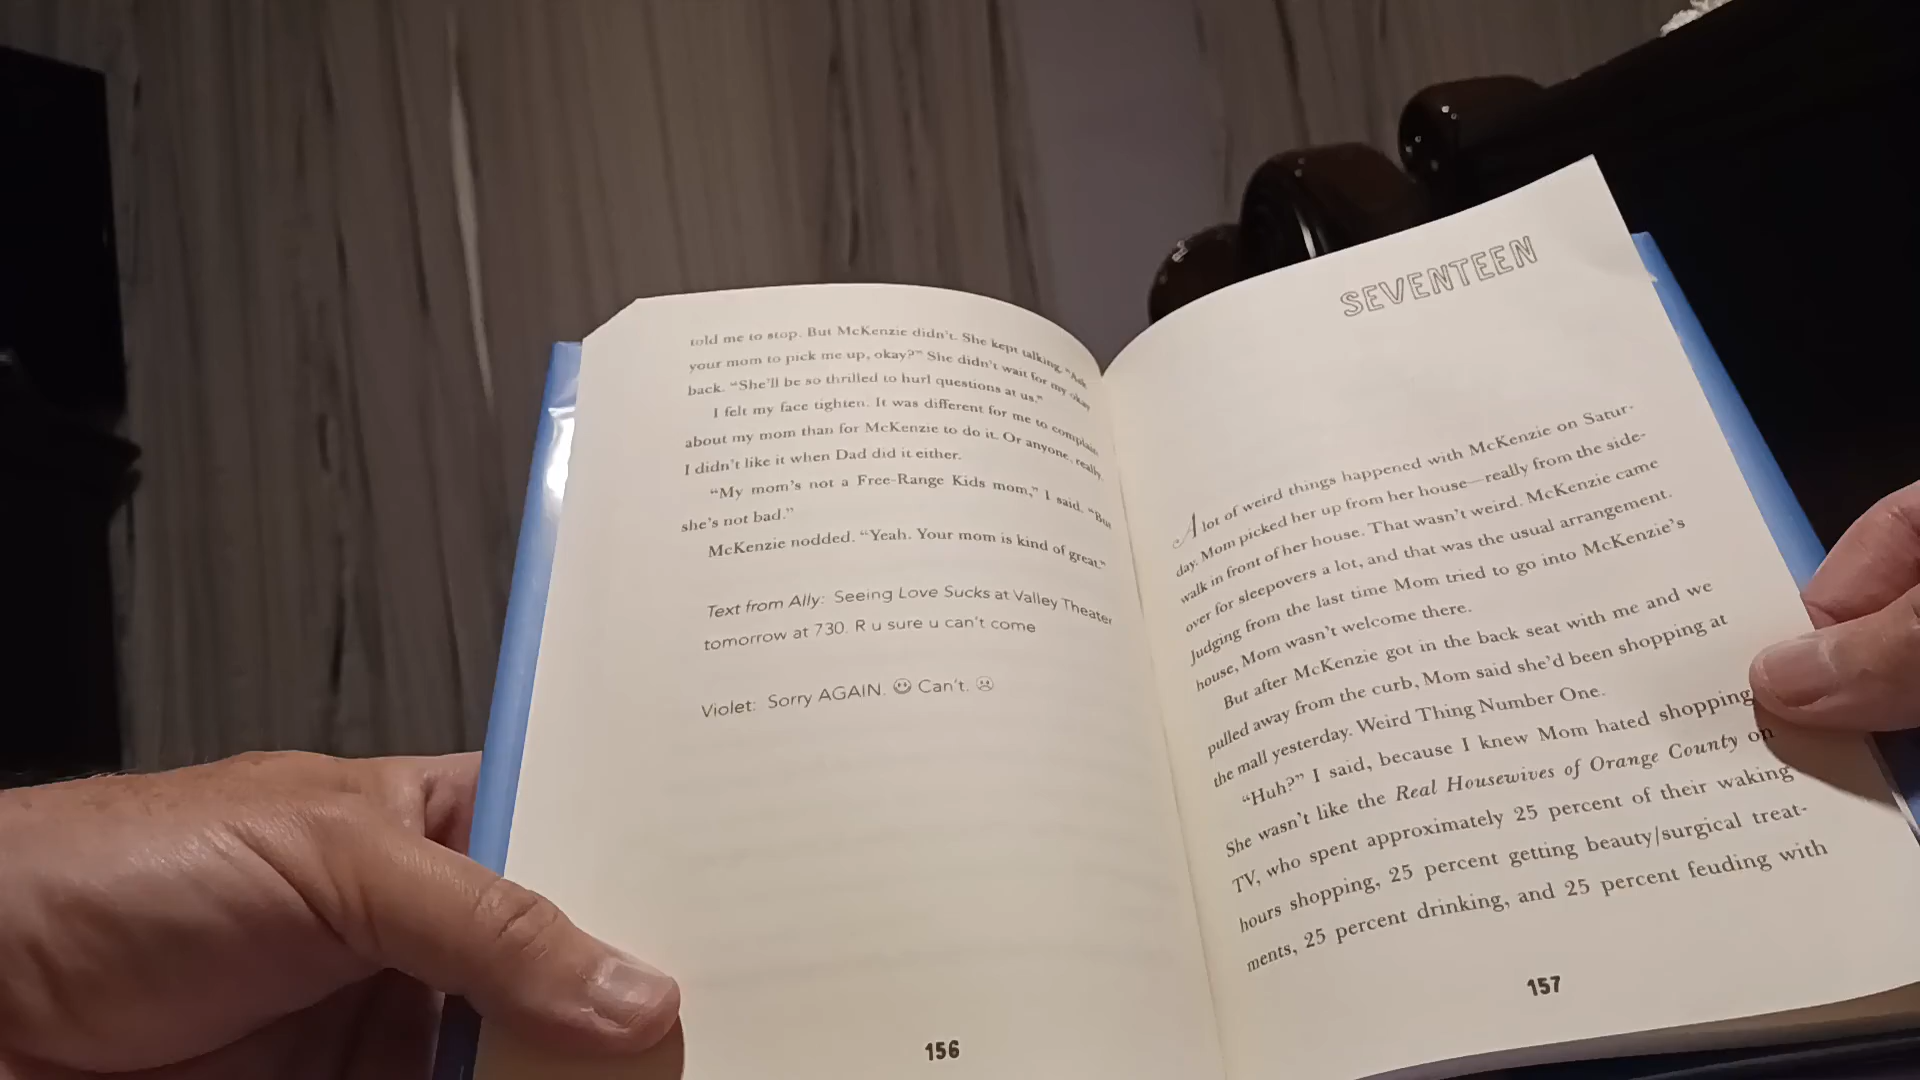 told me to stop. But McKenzie didn't. She kept talking. "Ask
your mom to pick me up, okay?" She didn't wait for my okay
back. "She'll be so thrilled to hurl questions at us."
I felt my face tighten. It was different for me to complain
about my mom than for McKenzie to do it. Or anyone, really.
I didn't like it when Dad did it either.
"My mom's not a Free-Range Kids mom," I said. "But
she's not bad."
McKenzie nodded. "Yeah. Your mom is kind of great."
Text from Ally: Seeing Love Sucks at Valley Theater
tomorrow at 730. R u sure u can't come
Violet: Sorry AGAIN. ☺ Can't. ☹
156
SEVENTEEN
A lot of weird things happened with McKenzie on Satur-
day. Mom picked her up from her house—really from the side-
walk in front of her house. That wasn't weird. McKenzie came
over for sleepovers a lot, and that was the usual arrangement.
Judging from the last time Mom tried to go into McKenzie's
house, Mom wasn't welcome there.
But after McKenzie got in the back seat with me and we
pulled away from the curb, Mom said she'd been shopping at
the mall yesterday. Weird Thing Number One.
"Huh?" I said, because I knew Mom hated shopping.
She wasn't like the Real Housewives of Orange County on
TV, who spent approximately 25 percent of their waking
hours shopping, 25 percent getting beauty/surgical treat-
ments, 25 percent drinking, and 25 percent feuding with
157